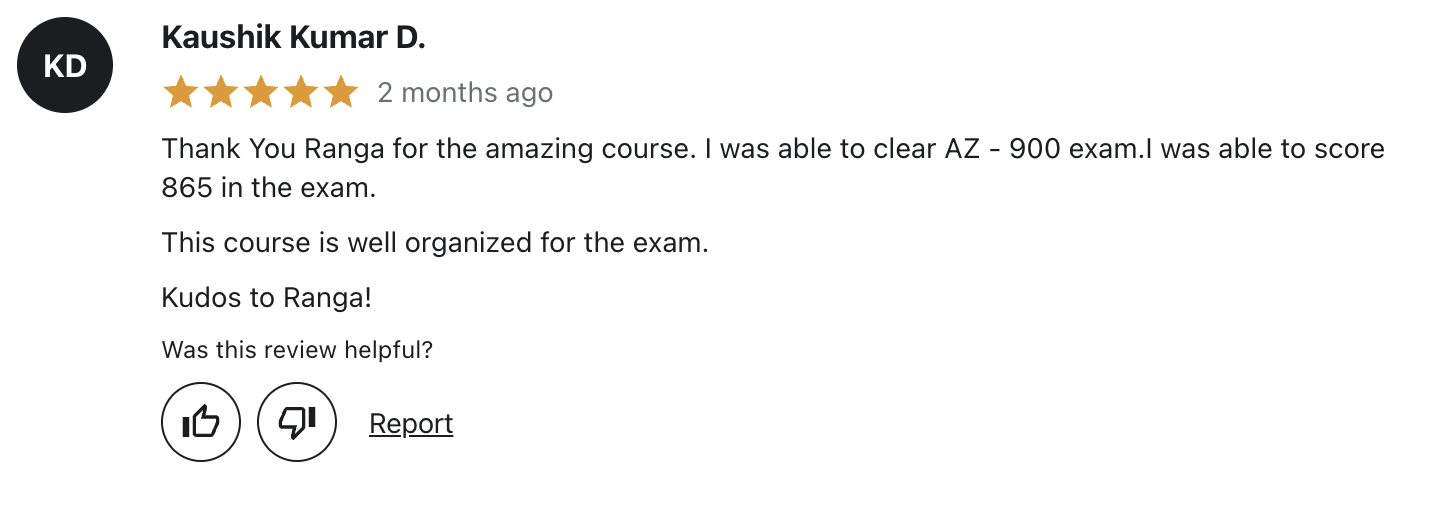 KD
Kaushik Kumar D.
2 months ago
Thank You Ranga for the amazing course. I was able to clear AZ - 900 exam.I was able to score
865 in the exam.
This course is well organized for the exam.
Kudos to Ranga!
Was this review helpful?
Report